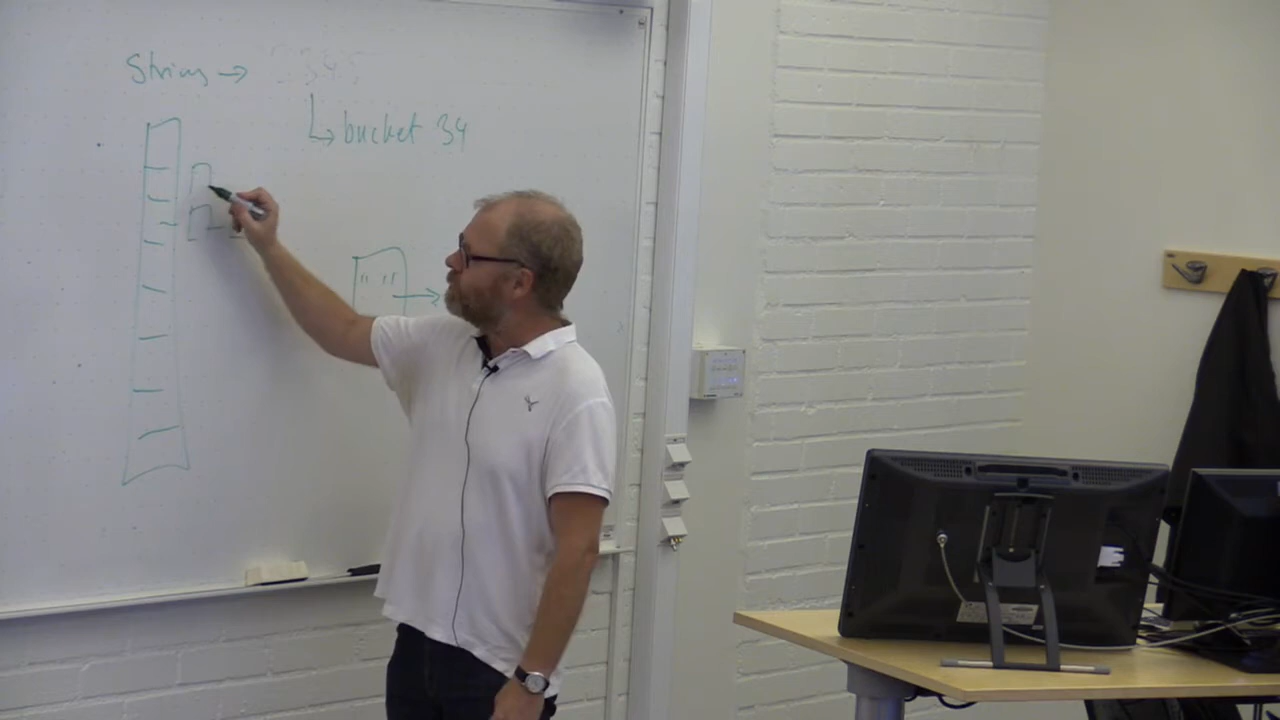 String →
↳ bucket 34
" "